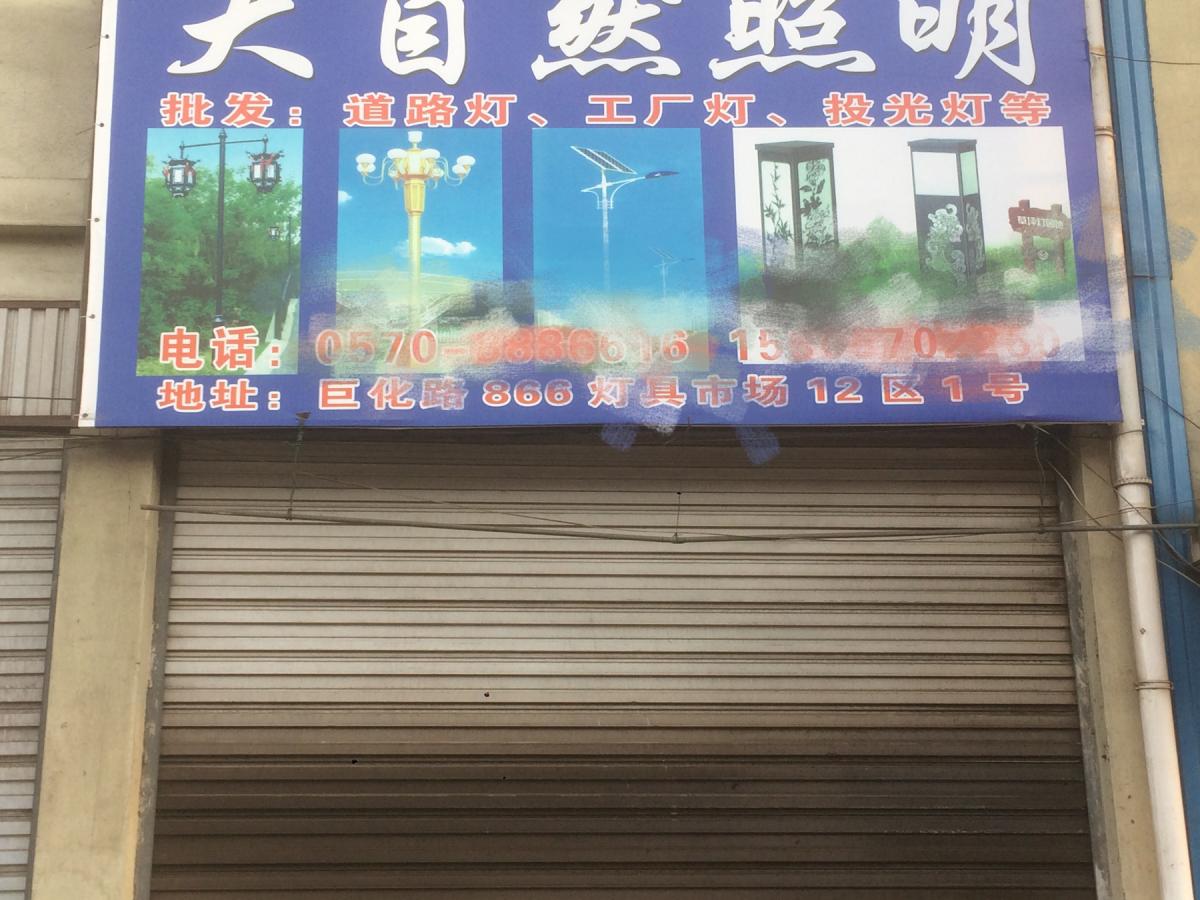 大自然照明
批发：道路灯、工厂灯、投光灯等
电话：0570-
地址：巨化路866灯具市场12区1号